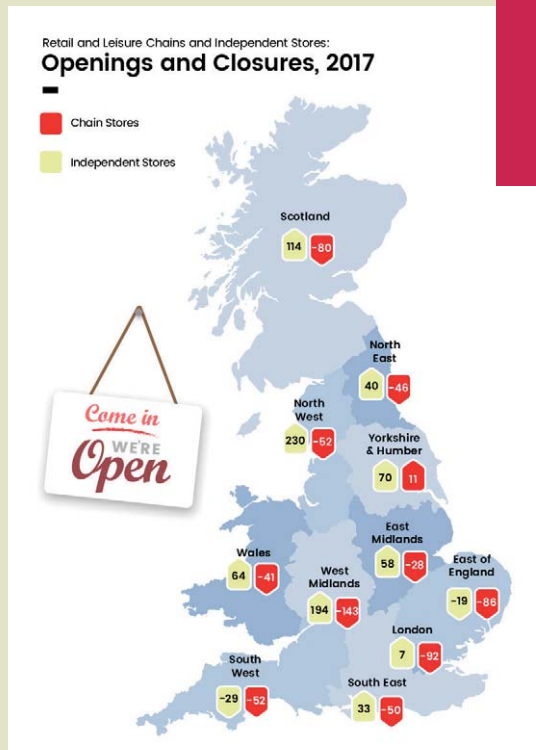 Retail and Leisure Chains and Independent Stores:
Openings and Closures, 2017
Chain Stores
Independent Stores
Scotland
114 -80
North
East
40 -46
North
West
230 -52
Yorkshire
& Humber
70 11
Come in
WE'RE
Open
East
Midlands
58 -28
Wales
64 -41
West
Midlands
194 -143
East of
England
-19 -86
London
7 -92
South
West
-29 -52
South East
33 -50